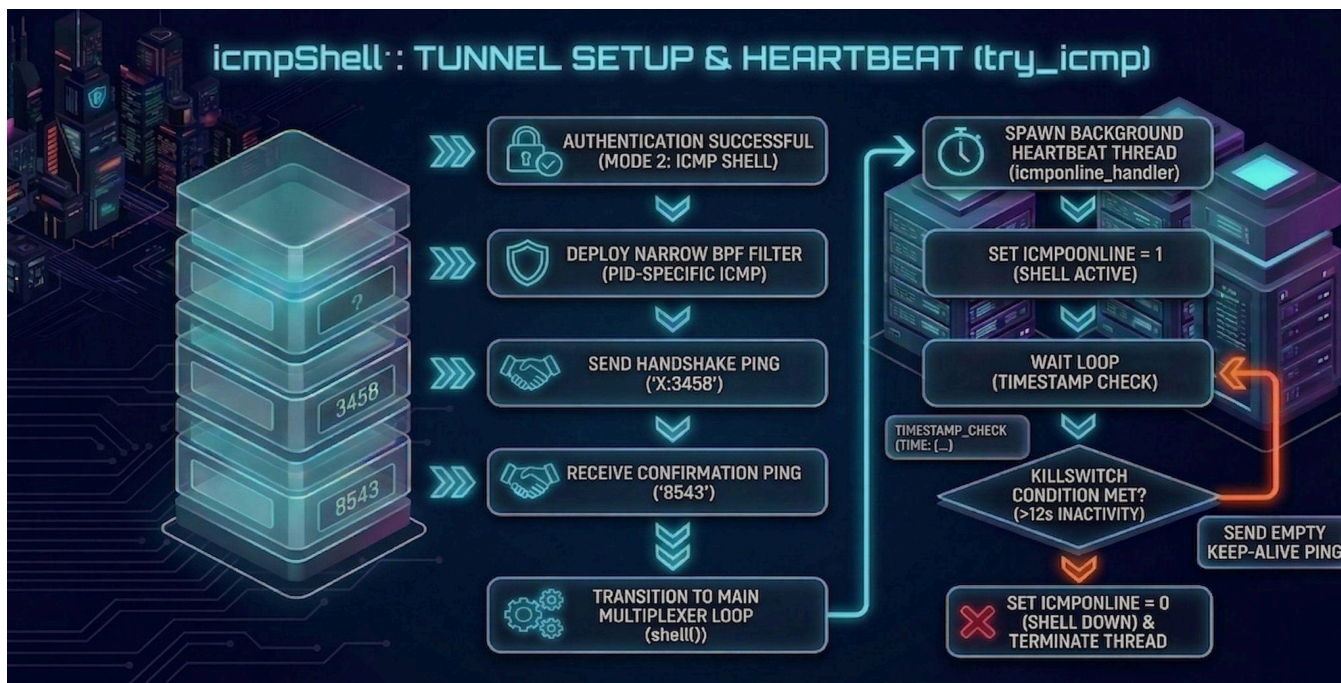 icmpShell :: TUNNEL SETUP & HEARTBEAT (try_icmp)
AUTHENTICATION SUCCESSFUL
(MODE 2: ICMP SHELL)
DEPLOY NARROW BPF FILTER
(PID-SPECIFIC ICMP)
?
SEND HANDSHAKE PING
('X:3458')
3458
RECEIVE CONFIRMATION PING
('8543')
8543
TRANSITION TO MAIN
MULTIPLEXER LOOP
(shell())
SPAWN BACKGROUND
HEARTBEAT THREAD
(icmponline_handler)
SET ICMPOONLINE = 1
(SHELL ACTIVE)
WAIT LOOP
(TIMESTAMP CHECK)
TIMESTAMP_CHECK
(TIME: (...)
KILLSWITCH
CONDITION MET?
(>12s INACTIVITY)
SEND EMPTY
KEEP-ALIVE PING
SET ICMPONLINE = 0
(SHELL DOWN) &
TERMINATE THREAD